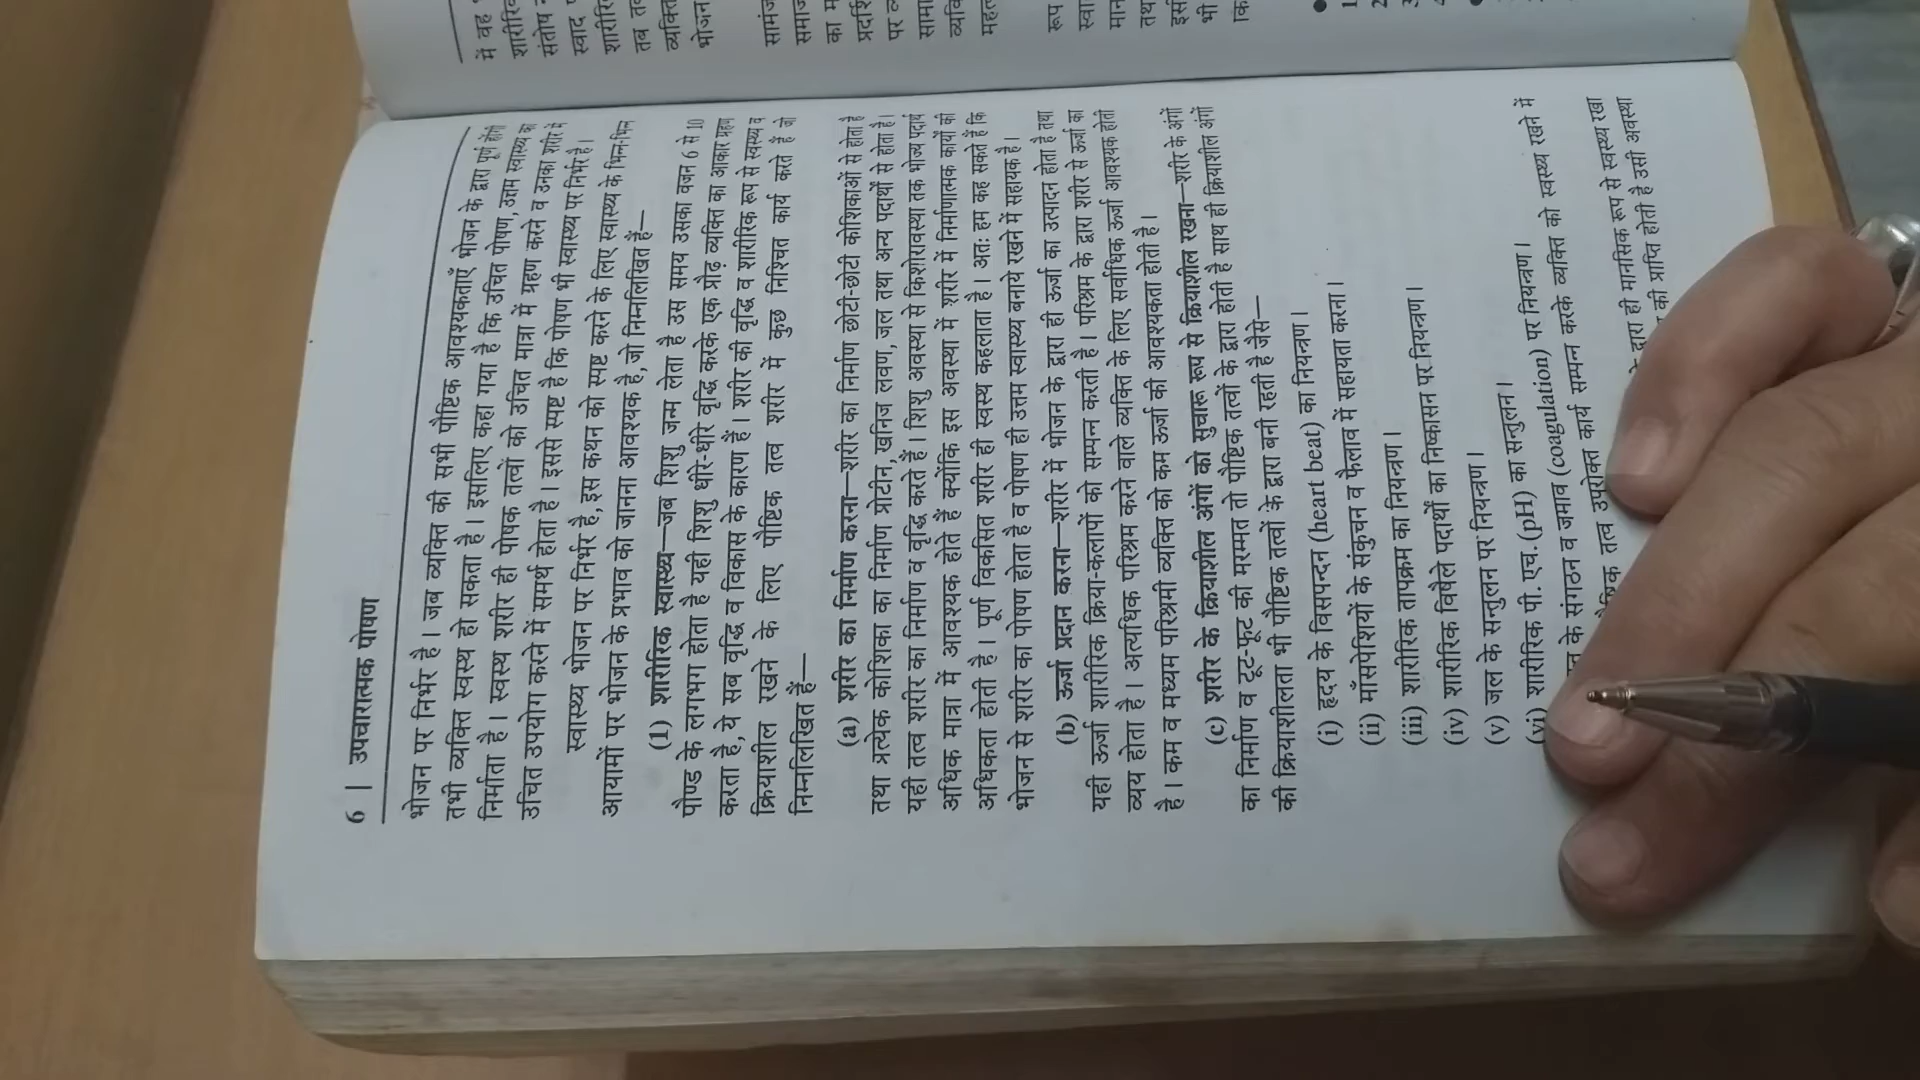 6 | उपचारात्मक पोषण
भोजन पर निर्भर है। जब व्यक्ति की सभी पौष्टिक आवश्यकताएँ भोजन के द्वारा पूर्ण होंगी
तभी व्यक्ति स्वस्थ हो सकता है। इसलिए कहा गया है कि उचित पोषण, उत्तम स्वास्थ्य का
निर्माता है। स्वस्थ शरीर ही पोषक तत्वों को उचित मात्रा में ग्रहण करने व उनका शरीर में
उचित उपयोग करने में समर्थ होता है। इससे स्पष्ट है कि पोषण भी स्वास्थ्य पर निर्भर है।
स्वास्थ्य भोजन पर निर्भर है, इस कथन को स्पष्ट करने के लिए स्वास्थ्य के भिन्न-भिन्न
आयामों पर भोजन के प्रभाव को जानना आवश्यक है, जो निम्नलिखित हैं—
(1) शारीरिक स्वास्थ्य—जब शिशु जन्म लेता है उस समय उसका वजन 6 से 10
पौण्ड के लगभग होता है यही शिशु धीरे-धीरे वृद्धि करके एक प्रौढ़ व्यक्ति का आकार ग्रहण
करता है, ये सब वृद्धि व विकास के कारण हैं। शरीर की वृद्धि व शारीरिक रूप से स्वस्थ्य व
क्रियाशील रखने के लिए पौष्टिक तत्व शरीर में कुछ निश्चित कार्य करते हैं जो
निम्नलिखित हैं—
(a) शरीर का निर्माण करना—शरीर का निर्माण छोटी-छोटी कोशिकाओं से होता है
तथा प्रत्येक कोशिका का निर्माण प्रोटीन, खनिज लवण, जल तथा अन्य पदार्थों से होता है।
यही तत्व शरीर का निर्माण व वृद्धि करते हैं। शिशु अवस्था से किशोरावस्था तक भोज्य पदार्थ
अधिक मात्रा में आवश्यक होते हैं क्योंकि इस अवस्था में शरीर में निर्माणात्मक कार्यों की
अधिकता होती है। पूर्ण विकसित शरीर ही स्वस्थ कहलाता है। अतः हम कह सकते हैं कि
भोजन से शरीर का पोषण होता है व पोषण ही उत्तम स्वास्थ्य बनाये रखने में सहायक है।
(b) ऊर्जा प्रदान करना—शरीर में भोजन के द्वारा ही ऊर्जा का उत्पादन होता है तथा
यही ऊर्जा शारीरिक क्रिया-कलापों को सम्पन्न करती है। परिश्रम के द्वारा शरीर से ऊर्जा का
व्यय होता है। अत्यधिक परिश्रम करने वाले व्यक्ति के लिए सर्वाधिक ऊर्जा आवश्यक होती
है। कम व मध्यम परिश्रमी व्यक्ति को कम ऊर्जा की आवश्यकता होती है।
(c) शरीर के क्रियाशील अंगों को सुचारू रूप से क्रियाशील रखना—शरीर के अंगों
का निर्माण व टूट-फूट की मरम्मत तो पौष्टिक तत्वों के द्वारा होती है साथ ही क्रियाशील अंगों
की क्रियाशीलता भी पौष्टिक तत्वों के द्वारा बनी रहती है जैसे—
(i) हृदय के विसपन्दन (heart beat) का नियन्त्रण।
(ii) माँसपेशियों के संकुचन व फैलाव में सहायता करना।
(iii) शारीरिक तापक्रम का नियन्त्रण।
(iv) शारीरिक विषैले पदार्थों का निष्कासन पर नियन्त्रण।
(v) जल के सन्तुलन पर नियन्त्रण।
(vi) शारीरिक पी. एच. (pH) का सन्तुलन।
के संगठन व जमाव (coagulation) पर नियन्त्रण।
तत्व उपरोक्त कार्य सम्पन्न करके व्यक्ति को स्वस्थ्य रखने में
द्वारा ही मानसिक रूप से स्वस्थ्य रखा
की प्राप्ति होती है उसी अवस्था
में वह
शारीरि
संतोष
स्वाद
शारीरि
तब
व्यक्ति
भोजन
सामंज
समाज
का म
प्रदर्शि
पर
सामा
व्यवि
महत
रूप
स्वा
मान
तथ
इसी
भी
कि